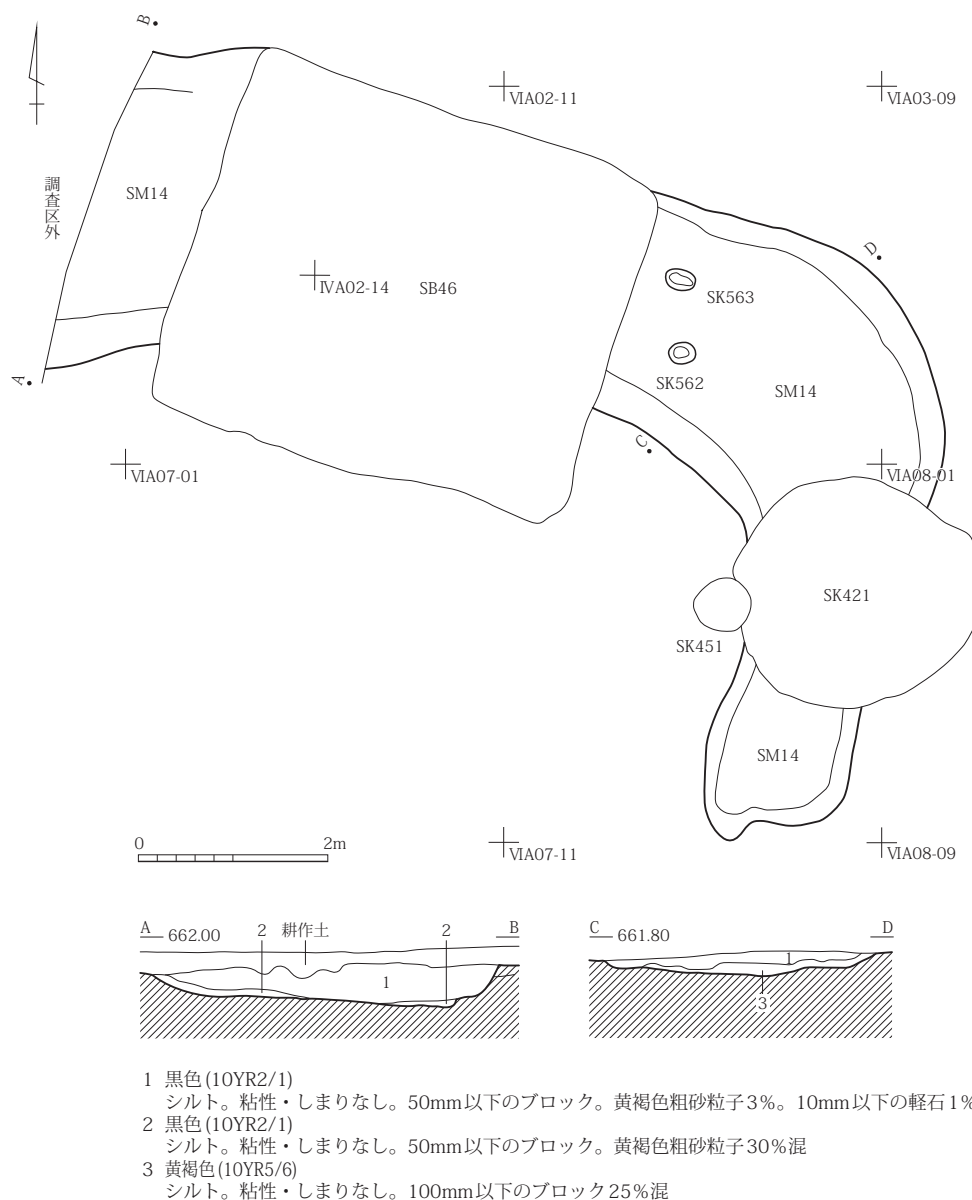 B
VIA02-11
VIA03-09
調査区外
SM14
D
IVA02-14
SB46
SK563
SK562
SM14
A
C
VIA07-01
VIA08-01
SK421
SK451
SM14
0
2m
VIA07-11
VIA08-09
A
662.00
2
耕作土
2
B
1
C
661.80
D
1
3
1 黒色(10YR2/1)
シルト。粘性・しまりなし。50mm以下のブロック。黄褐色粗砂粒子3%。10mm以下の軽石1%
2 黒色(10YR2/1)
シルト。粘性・しまりなし。50mm以下のブロック。黄褐色粗砂粒子30%混
3 黄褐色(10YR5/6)
シルト。粘性・しまりなし。100mm以下のブロック25%混